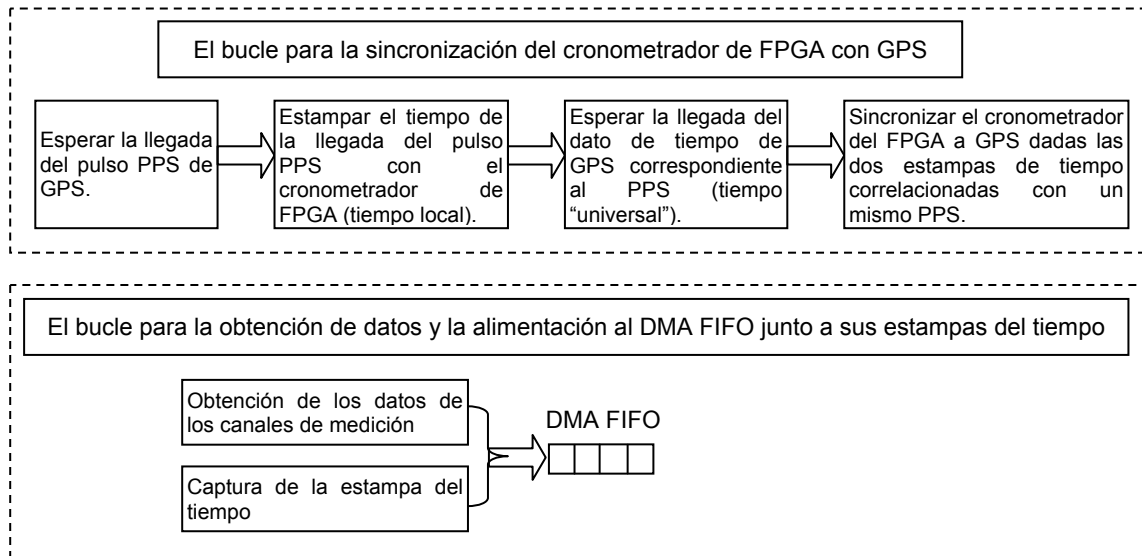 El bucle para la sincronización del cronometrador de FPGA con GPS
Esperar la llegada
del pulso PPS de
GPS.
Estampar el tiempo de
la llegada del pulso
PPS con el
cronometrador de
FPGA (tiempo local).
Esperar la llegada del
dato de tiempo de
GPS correspondiente
al PPS (tiempo
“universal”).
Sincronizar el cronometrador
del FPGA a GPS dadas las
dos estampas de tiempo
correlacionadas con un
mismo PPS.
El bucle para la obtención de datos y la alimentación al DMA FIFO junto a sus estampas del tiempo
Obtención de los datos de
los canales de medición
DMA FIFO
Captura de la estampa del
tiempo